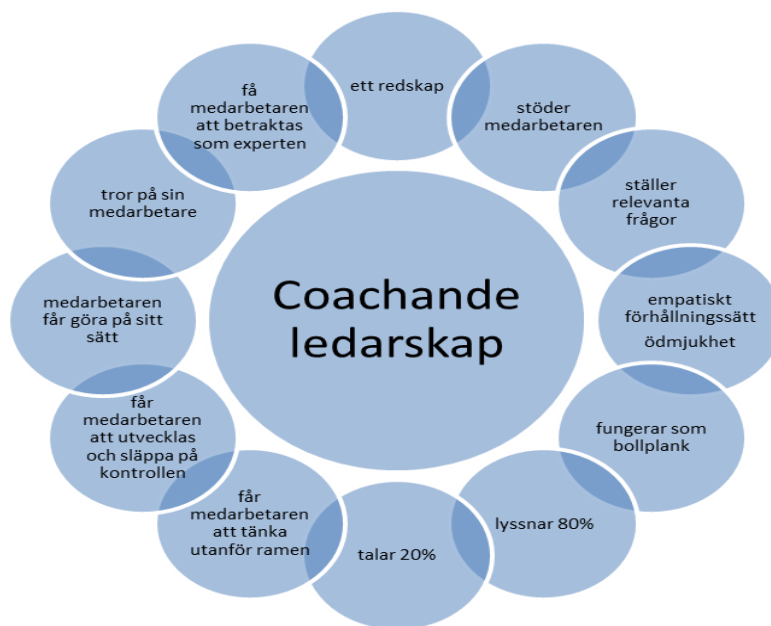 Coachande
ledarskap
ett redskap
stöder
medarbetaren
ställer
relevanta
frågor
empatiskt
förhållningssätt
ödmjukhet
fungerar som
bollplank
lyssnar 80%
talar 20%
får
medarbetaren
att tänka
utanför ramen
får
medarbetaren
att utvecklas
och släppa på
kontrollen
medarbetaren
får göra på sitt
sätt
tror på sin
medarbetare
få
medarbetaren
att betraktas
som experten